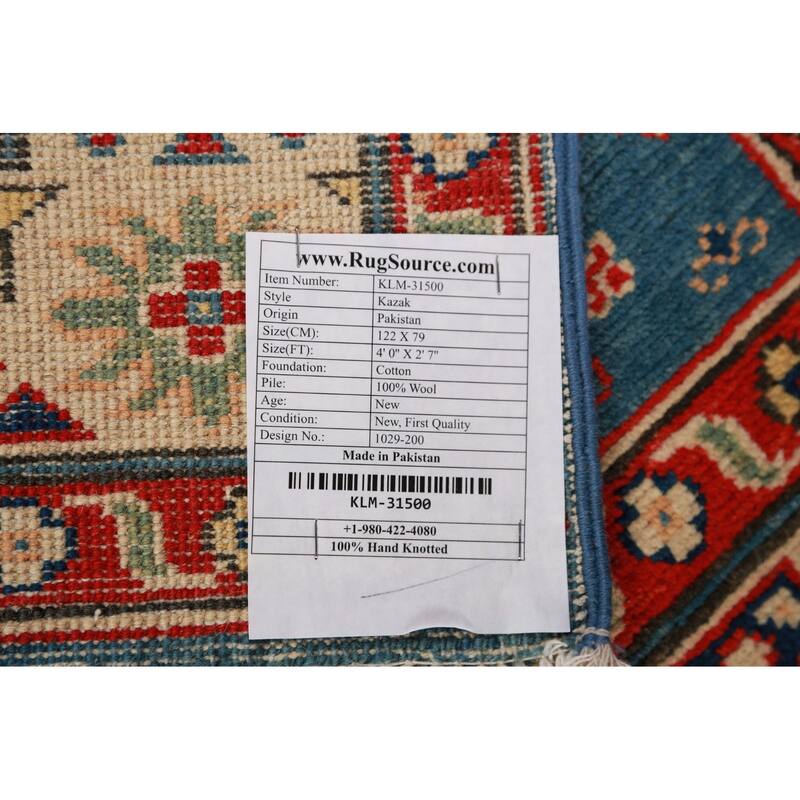 www.RugSource.com
Item Number: KLM-31500
Style Kazak
Origin Pakistan
Size(CM): 122 X 79
Size(FT): 4' 0" X 2' 7"
Foundation: Cotton
Pile: 100% Wool
Age: New
Condition: New, First Quality
Design No.: 1029-200
Made in Pakistan
KLM-31500
+1-980-422-4080
100% Hand Knotted